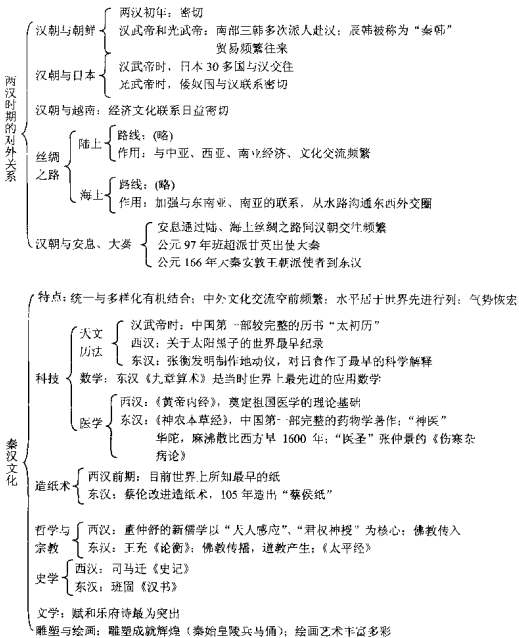 两汉初年：密切
汉朝与朝鲜
汉武帝和光武帝：南部三韩多次派人赴汉；辰韩被称为“秦韩”
贸易频繁往来
汉武帝时，日本30多国与汉交往
汉朝与日本
光武帝时，倭奴国与汉联系密切
两汉时期的对外关系
汉朝与越南：经济文化联系日益密切
丝绸之路
陆上
路线：(略)
作用：与中亚、西亚、南亚经济、文化交流频繁
海上
路线：(略)
作用：加强与东南亚、南亚的联系，从水路沟通东西外交圈
安息通过陆、海上丝绸之路同汉朝交往频繁
汉朝与安息、大秦
公元97年班超派甘英出使大秦
公元166年大秦安敦王朝派使者到东汉
秦汉文化
特点：统一与多样化有机结合；中外文化交流空前频繁；水平居于世界先进行列；气势恢宏
科技
天文历法
汉武帝时：中国第一部较完整的历书“太初历”
西汉：关于太阳黑子的世界最早纪录
东汉：张衡发明制作地动仪，对日食作了最早的科学解释
数学：东汉《九章算术》是当时世界上最先进的应用数学
医学
西汉：《黄帝内经》，奠定祖国医学的理论基础
东汉：《神农本草经》，中国第一部完整的药物学著作；“神医”
华陀，麻沸散比西方早1600年；“医圣”张仲景的《伤寒杂
病论》
造纸术
西汉前期：目前世界上所知最早的纸
东汉：蔡伦改进造纸术，105年造出“蔡侯纸”
哲学与宗教
西汉：董仲舒的新儒学以“天人感应”、“君权神授”为核心；佛教传入
东汉：王充《论衡》；佛教传播，道教产生；《太平经》
史学
西汉：司马迁《史记》
东汉：班固《汉书》
文学：赋和乐府诗最为突出
雕塑与绘画：雕塑成就辉煌（秦始皇陵兵马俑）；绘画艺术丰富多彩